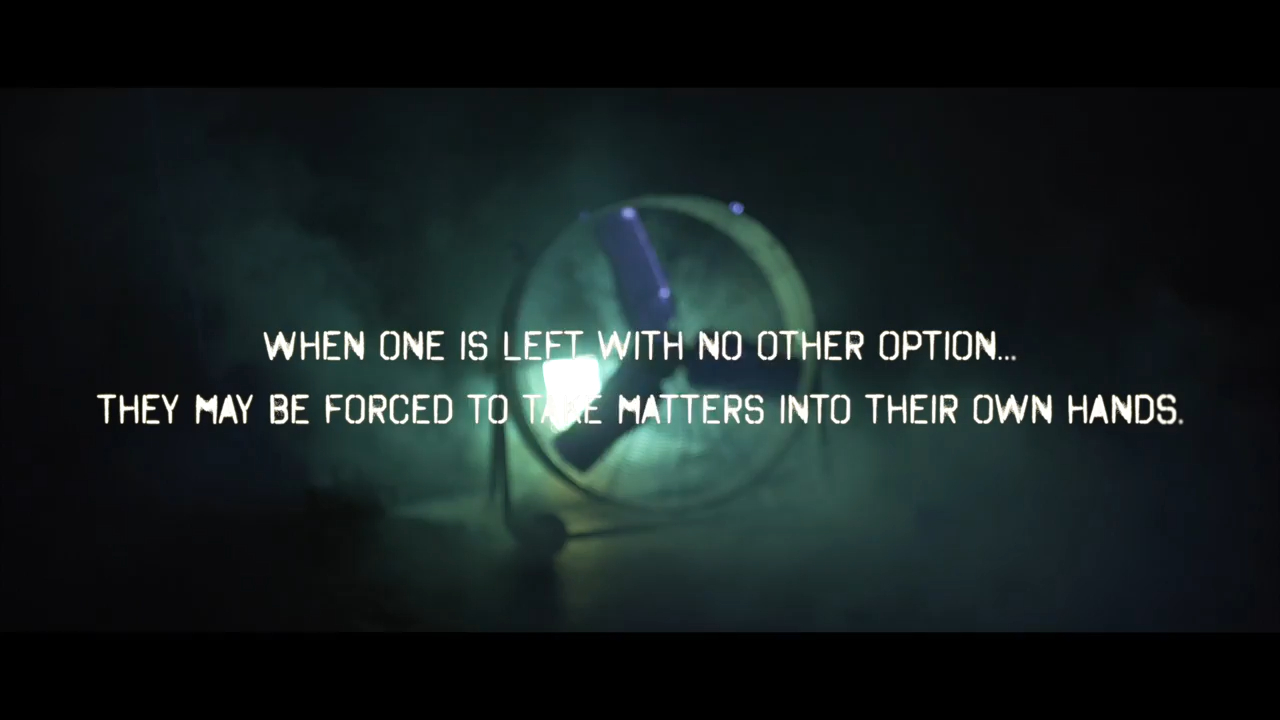 WHEN ONE IS LEFT WITH NO OTHER OPTION...
THEY MAY BE FORCED TO TAKE MATTERS INTO THEIR OWN HANDS.